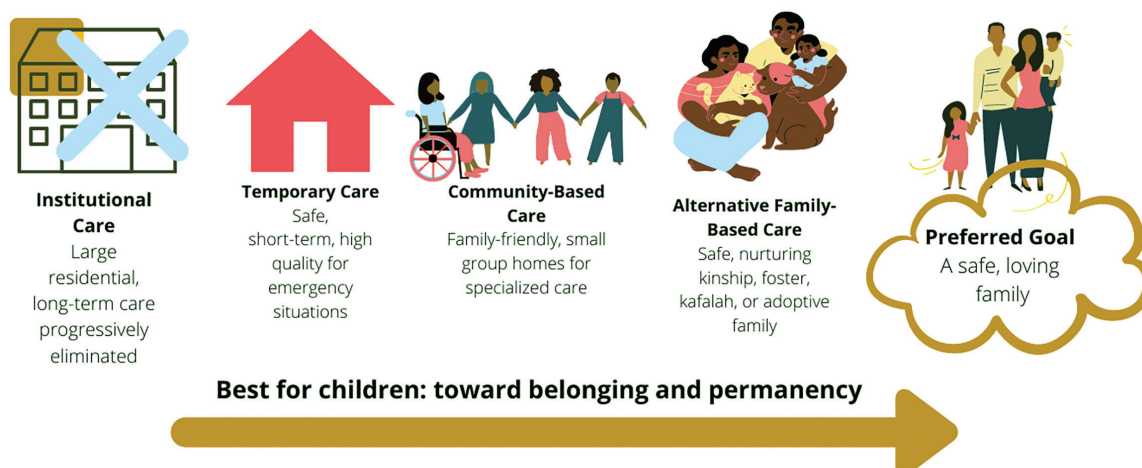 Institutional
Care
Large
residential,
long-term care
progressively
eliminated
Temporary Care
Safe,
short-term, high
quality for
emergency
situations
Community-Based
Care
Family-friendly, small
group homes for
specialized care
Alternative Family-
Based Care
Safe, nurturing
kinship, foster,
kafalah, or adoptive
family
Preferred Goal
A safe, loving
family
Best for children: toward belonging and permanency